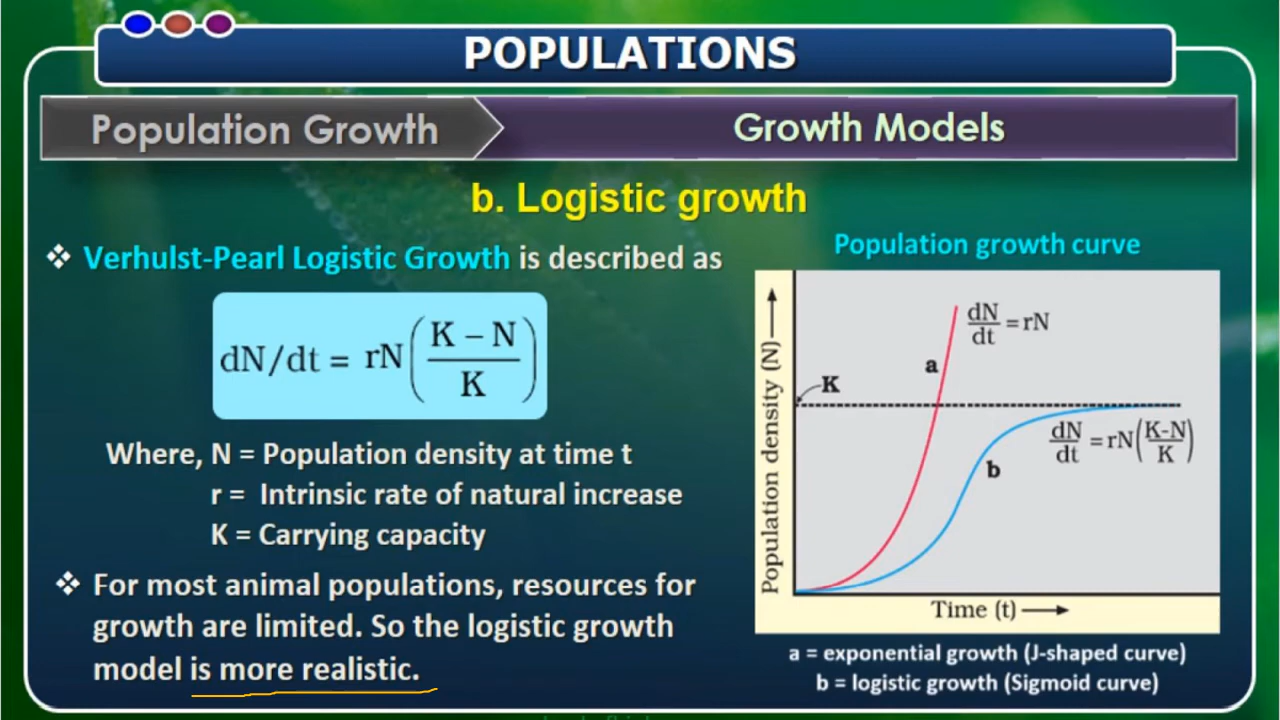 POPULATIONS
Population Growth
Growth Models
b. Logistic growth
❖ Verhulst-Pearl Logistic Growth is described as
dN/dt = rN ( K – N / K )
Where, N = Population density at time t
r = Intrinsic rate of natural increase
K = Carrying capacity
❖ For most animal populations, resources for
growth are limited. So the logistic growth
model is more realistic.
Population growth curve
Population density (N)
dN/dt = rN
a
K
dN/dt = rN ( K-N / K )
b
Time (t)
a = exponential growth (J-shaped curve)
b = logistic growth (Sigmoid curve)